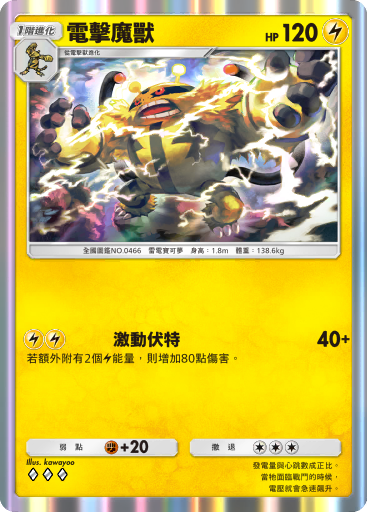 1階進化
電擊魔獸
HP 120
從電擊獸進化
全國圖鑑NO.0466 雷電寶可夢 身高：1.8m 體重：138.6kg
激動伏特 40+
若額外附有2個能量，則增加80點傷害。
弱點 +20 撤退
Illus. kawayoo
發電量與心跳數成正比。
當牠面臨戰鬥的時候，
電壓就會急速飆升。